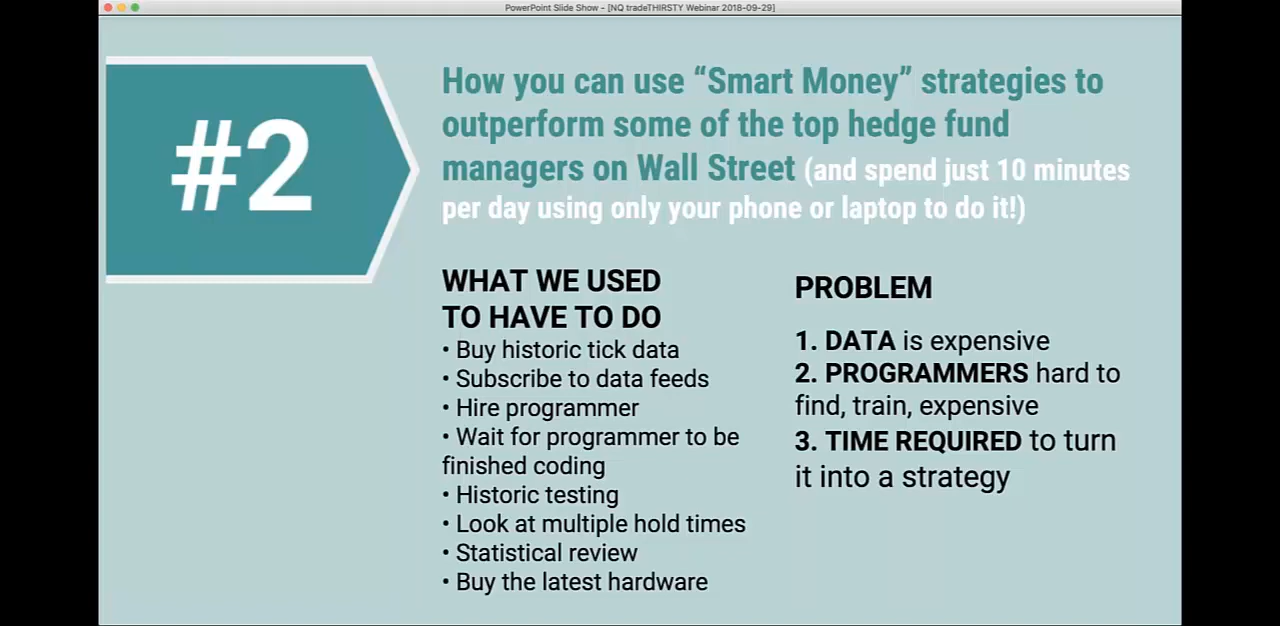 PowerPoint Slide Show - [NQ tradeTHIRSTY Webinar 2018-09-29]
#2
How you can use “Smart Money” strategies to
outperform some of the top hedge fund
managers on Wall Street (and spend just 10 minutes
per day using only your phone or laptop to do it!)
WHAT WE USED
TO HAVE TO DO
• Buy historic tick data
• Subscribe to data feeds
• Hire programmer
• Wait for programmer to be
finished coding
• Historic testing
• Look at multiple hold times
• Statistical review
• Buy the latest hardware
PROBLEM
1. DATA is expensive
2. PROGRAMMERS hard to
find, train, expensive
3. TIME REQUIRED to turn
it into a strategy